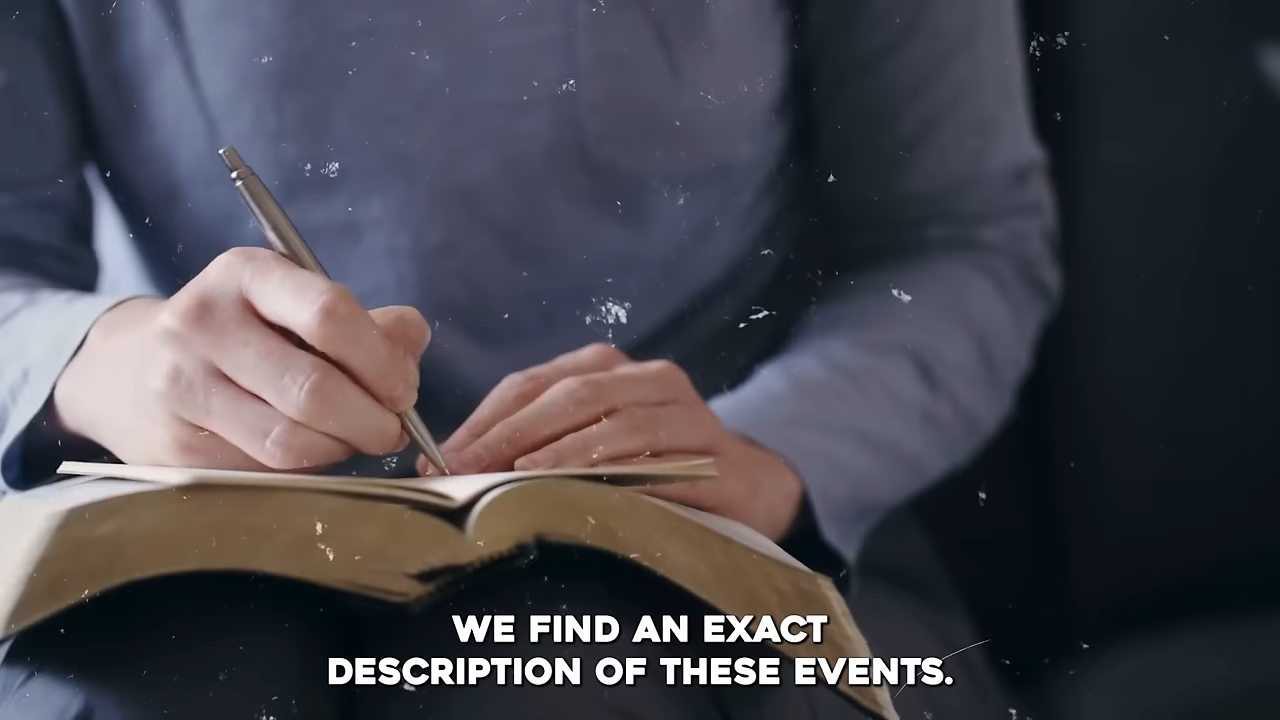 WE FIND AN EXACT
DESCRIPTION OF THESE EVENTS.